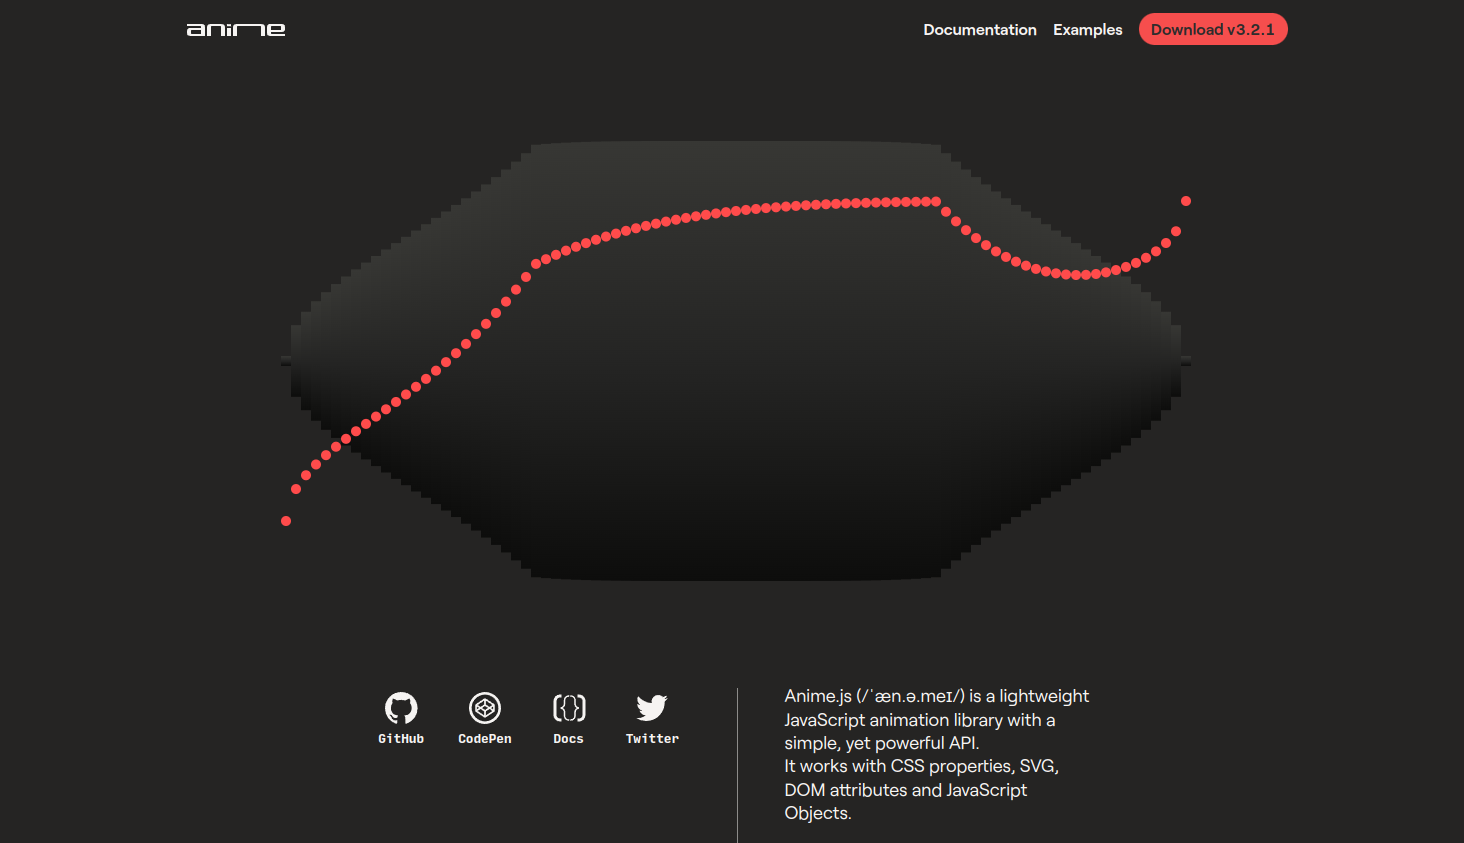 anime
Documentation Examples Download v3.2.1
GitHub CodePen Docs Twitter
Anime.js (/ˈæn.ə.meɪ/) is a lightweight
JavaScript animation library with a
simple, yet powerful API.
It works with CSS properties, SVG,
DOM attributes and JavaScript
Objects.